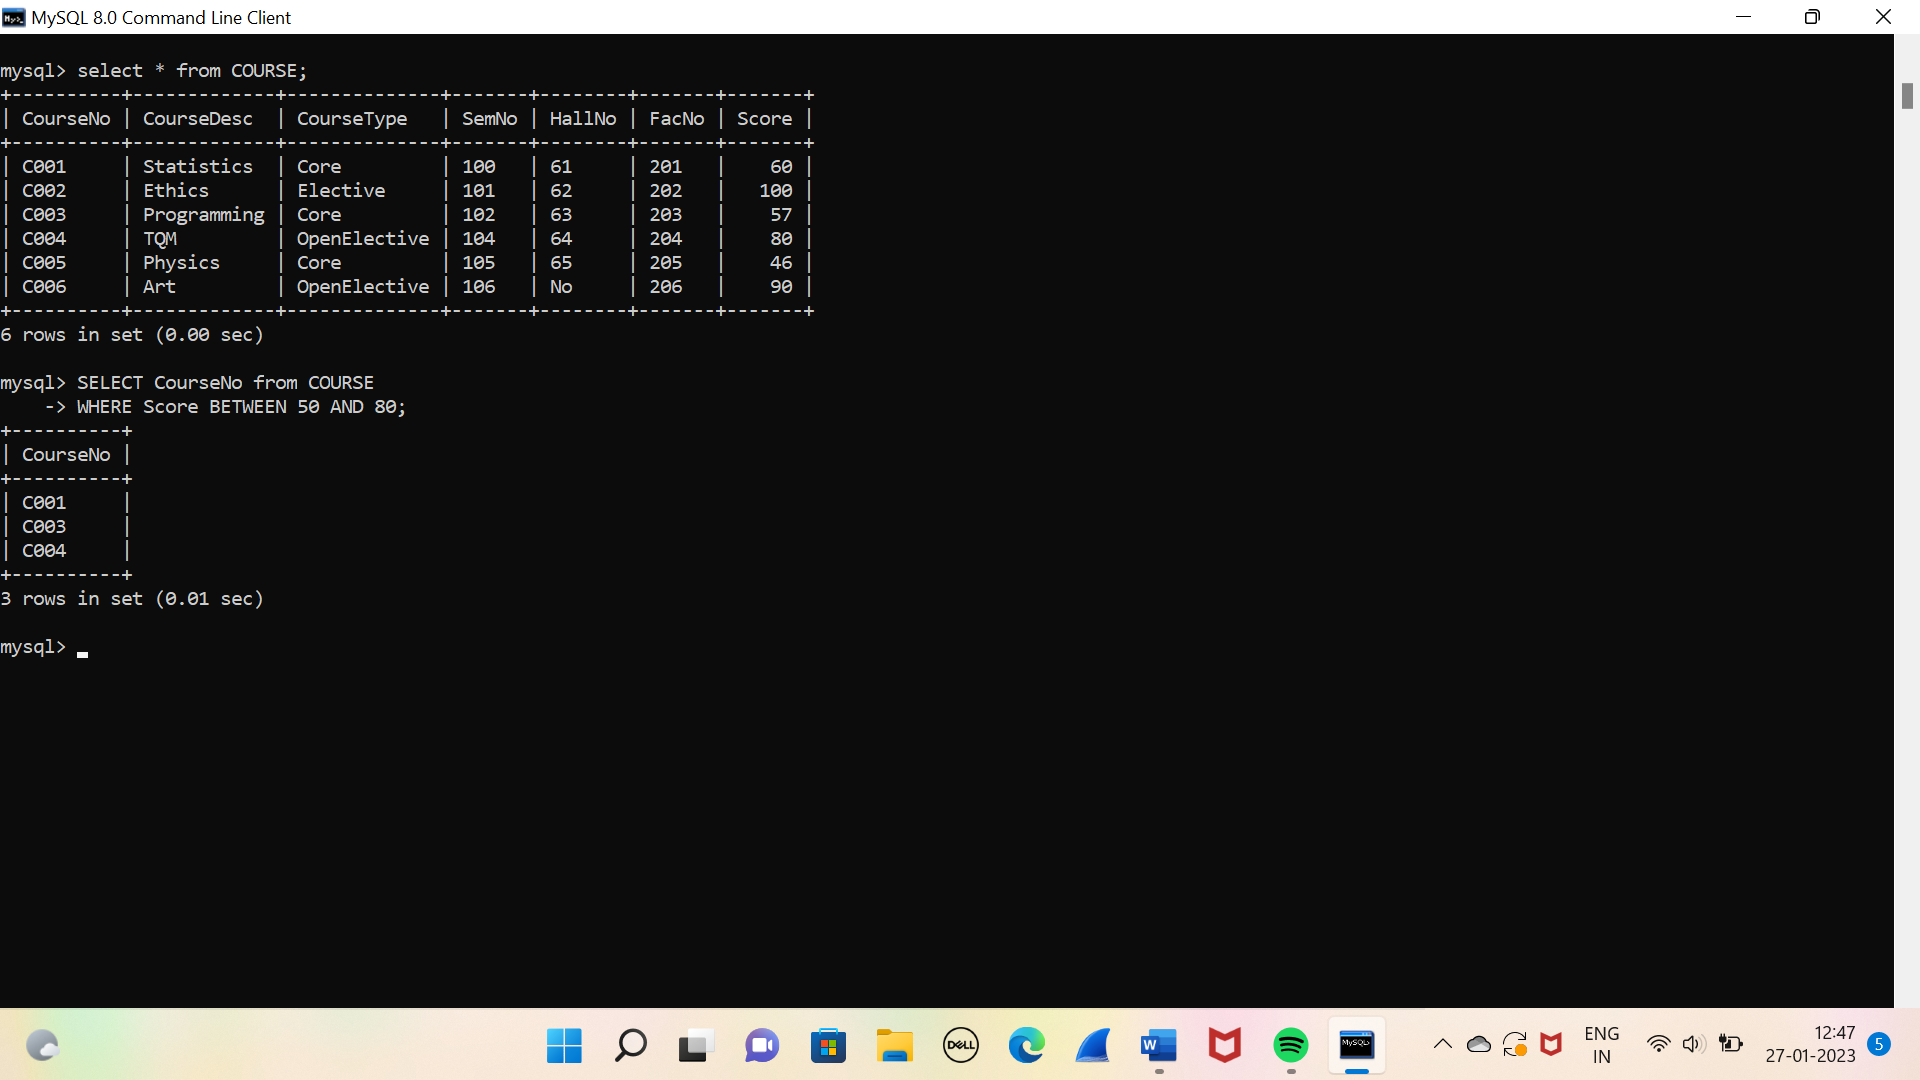 MySQL 8.0 Command Line Client
mysql> select * from COURSE;
+----------+-------------+--------------+-------+--------+-------+-------+
| CourseNo | CourseDesc  | CourseType   | SemNo | HallNo | FacNo | Score |
+----------+-------------+--------------+-------+--------+-------+-------+
| C001     | Statistics  | Core         | 100   | 61     | 201   |    60 |
| C002     | Ethics      | Elective     | 101   | 62     | 202   |   100 |
| C003     | Programming | Core         | 102   | 63     | 203   |    57 |
| C004     | TQM         | OpenElective | 104   | 64     | 204   |    80 |
| C005     | Physics     | Core         | 105   | 65     | 205   |    46 |
| C006     | Art         | OpenElective | 106   | No     | 206   |    90 |
+----------+-------------+--------------+-------+--------+-------+-------+
6 rows in set (0.00 sec)
mysql> SELECT CourseNo from COURSE
    -> WHERE Score BETWEEN 50 AND 80;
+----------+
| CourseNo |
+----------+
| C001     |
| C003     |
| C004     |
+----------+
3 rows in set (0.01 sec)
mysql>
DELL
W
MySQL>
ENG
IN
12:47
27-01-2023
5